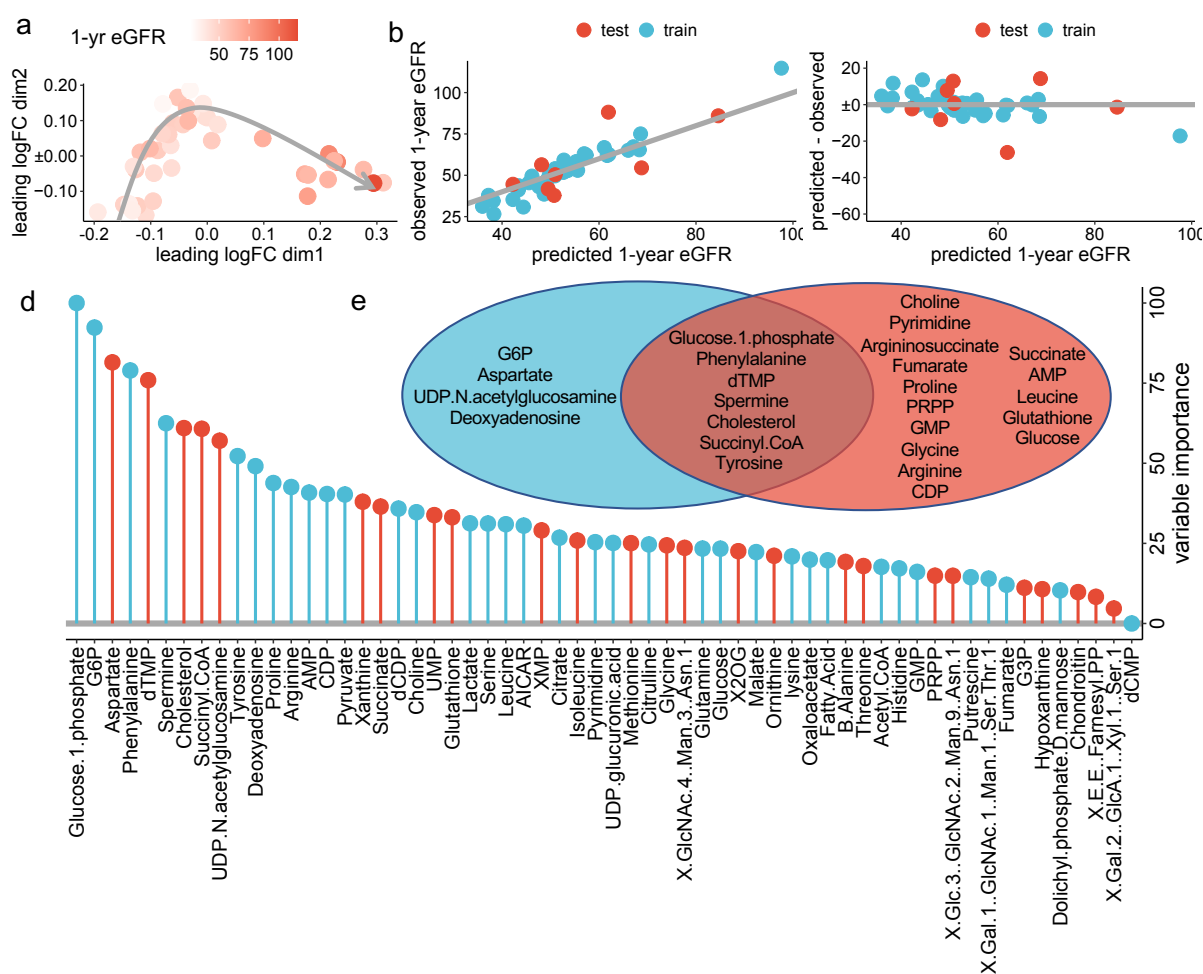 a
1-yr eGFR
50 75 100
leading logFC dim2
0.20
0.10
±0.00
−0.10
-0.2 -0.1 0.0 0.1 0.2 0.3
leading logFC dim1
b
test train
observed 1-year eGFR
100
75
50
25
40 60 80 100
predicted 1-year eGFR
test train
predicted - observed
20
±0
−20
−40
−60
40 60 80 100
predicted 1-year eGFR
d
e
G6P
Aspartate
UDP.N.acetylglucosamine
Deoxyadenosine
Glucose.1.phosphate
Phenylalanine
dTMP
Spermine
Cholesterol
Succinyl.CoA
Tyrosine
Choline
Pyrimidine
Argininosuccinate
Fumarate
Proline
PRPP
GMP
Glycine
Arginine
CDP
Succinate
AMP
Leucine
Glutathione
Glucose
100
75
50
25
0
variable importance
Glucose.1.phosphate
G6P
Aspartate
Phenylalanine
dTMP
Spermine
Cholesterol
Succinyl.CoA
UDP.N.acetylglucosamine
Tyrosine
Deoxyadenosine
Proline
Arginine
AMP
CDP
Pyruvate
Xanthine
Succinate
dCDP
Choline
UMP
Glutathione
Lactate
Serine
Leucine
AICAR
XMP
Citrate
Isoleucine
Pyrimidine
UDP.glucuronic.acid
Methionine
Citrulline
Glycine
X.GlcNAc.4..Man.3..Asn.1
Glutamine
Glucose
X2OG
Malate
Ornithine
lysine
Oxaloacetate
Fatty.Acid
B.Alanine
Threonine
Acetyl.CoA
Histidine
GMP
PRPP
X.Glc.3..GlcNAc.2..Man.9..Asn.1
Putrescine
X.Gal.1..GlcNAc.1..Man.1..Ser.Thr.1
Fumarate
G3P
Hypoxanthine
Dolichyl.phosphate.D.mannose
Chondroitin
X.E.E..Farnesyl.PP
X.Gal.2..GlcA.1..Xyl.1..Ser.1
dCMP